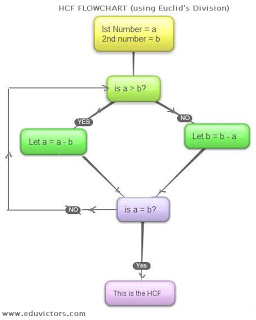 HCF FLOWCHART (using Euclid's Division)
Ist Number = a
2nd number = b
is a > b?
YES
NO
Let a = a - b
Let b = b - a
is a = b?
NO
Yes
This is the HCF
www.eduvictors.com